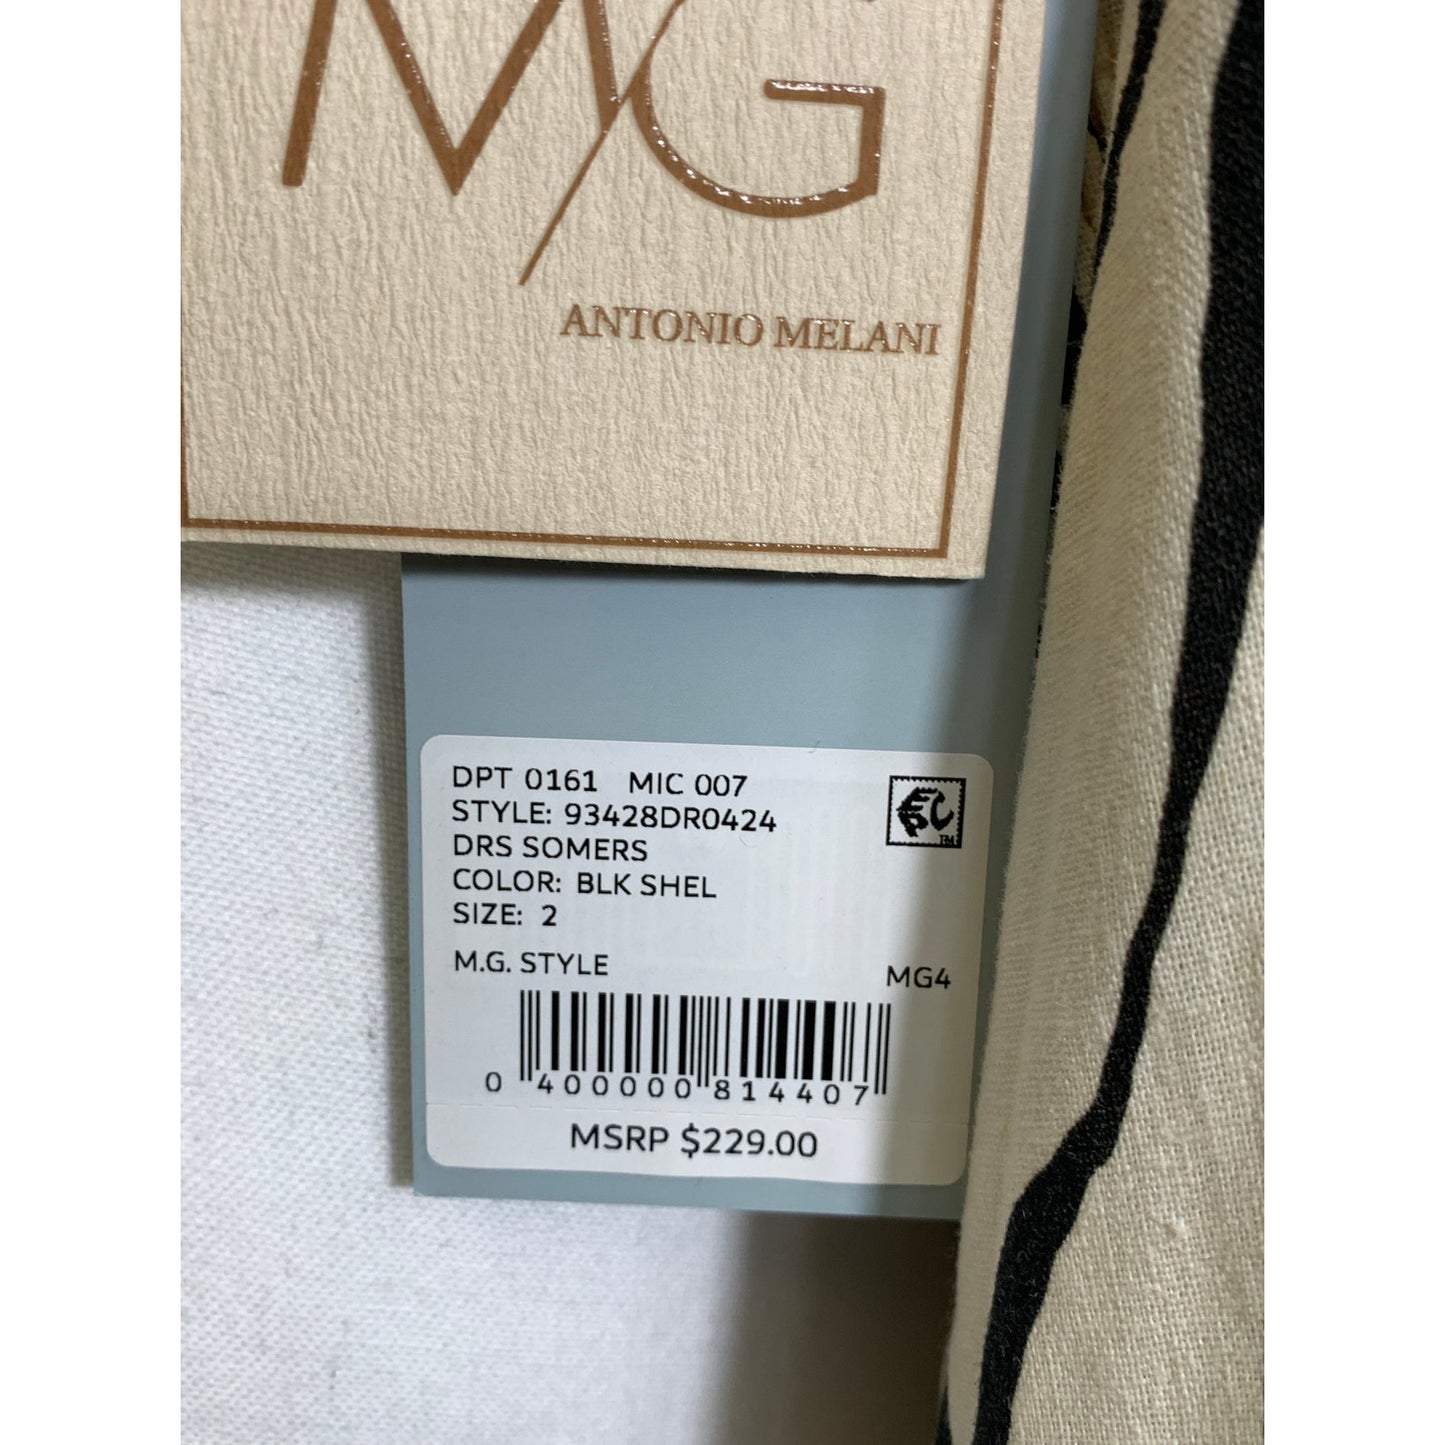 M/G
ANTONIO MELANI
DPT 0161 MIC 007
STYLE: 93428DR0424
DRS SOMERS
COLOR: BLK SHEL
SIZE: 2
M.G. STYLE MG4
0 400000 814407
MSRP $229.00